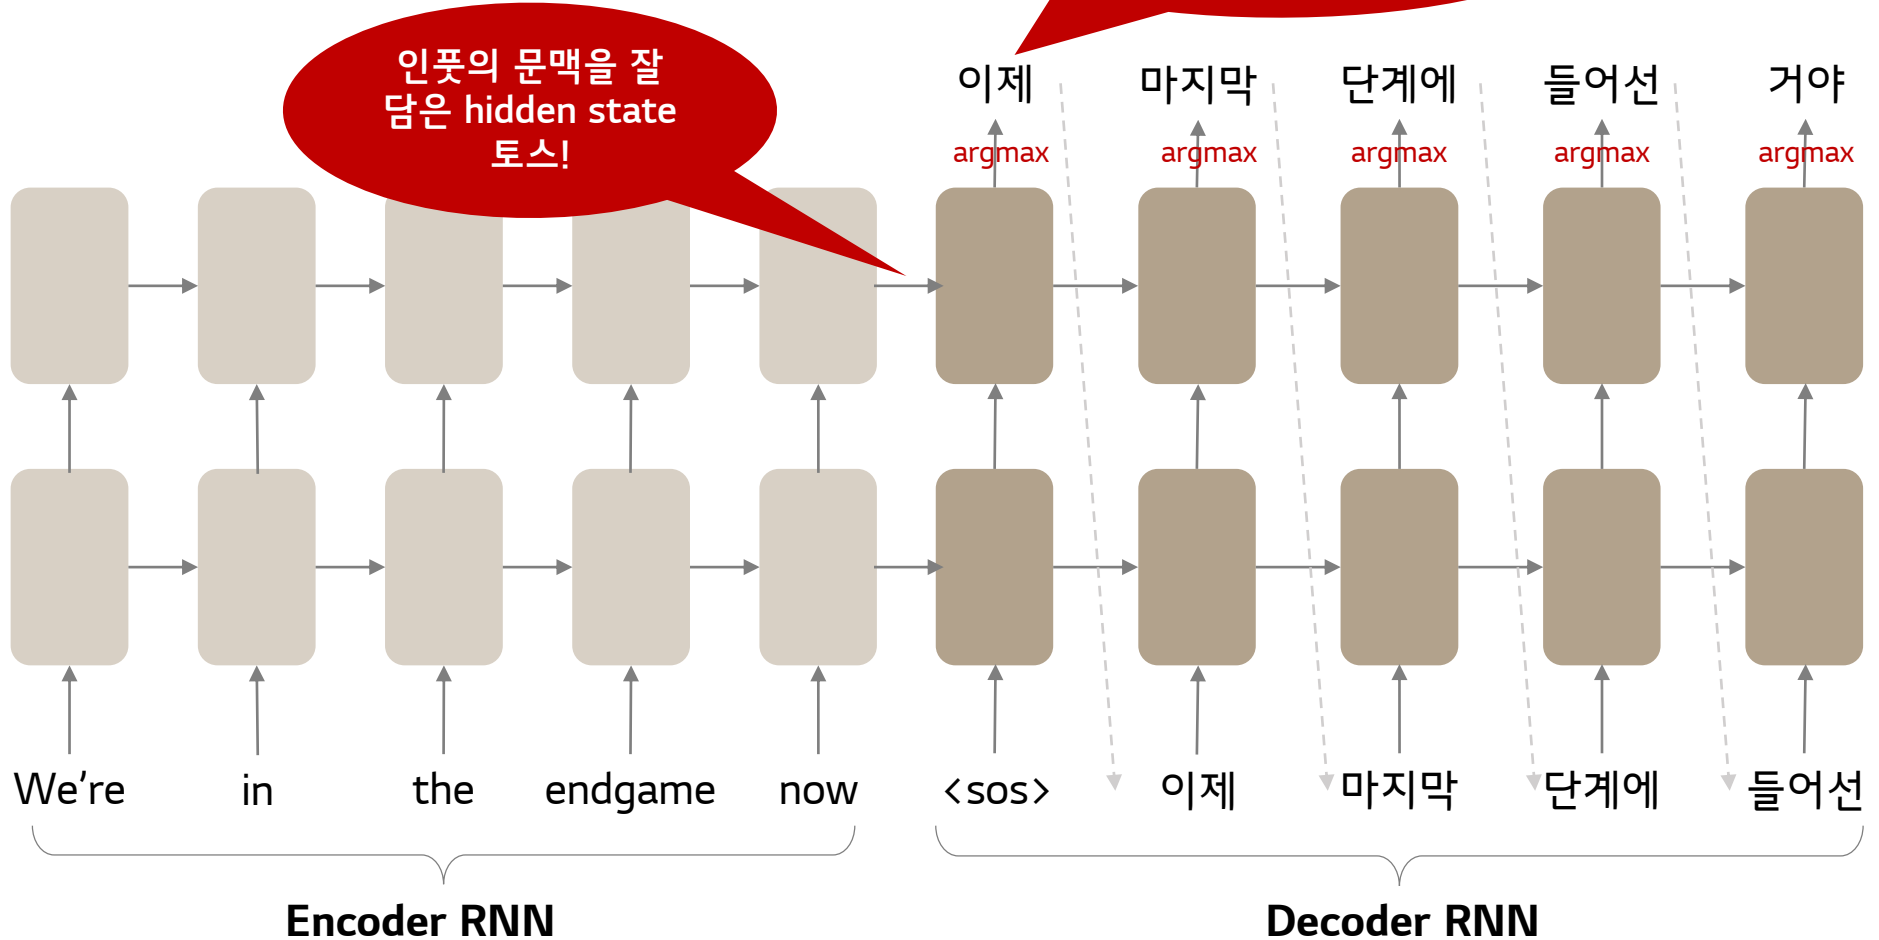 인풋의 문맥을 잘
담은 hidden state
토스!
이제 마지막 단계에 들어선 거야
argmax argmax argmax argmax argmax
We're in the endgame now <sos> 이제 마지막 단계에 들어선
Encoder RNN Decoder RNN